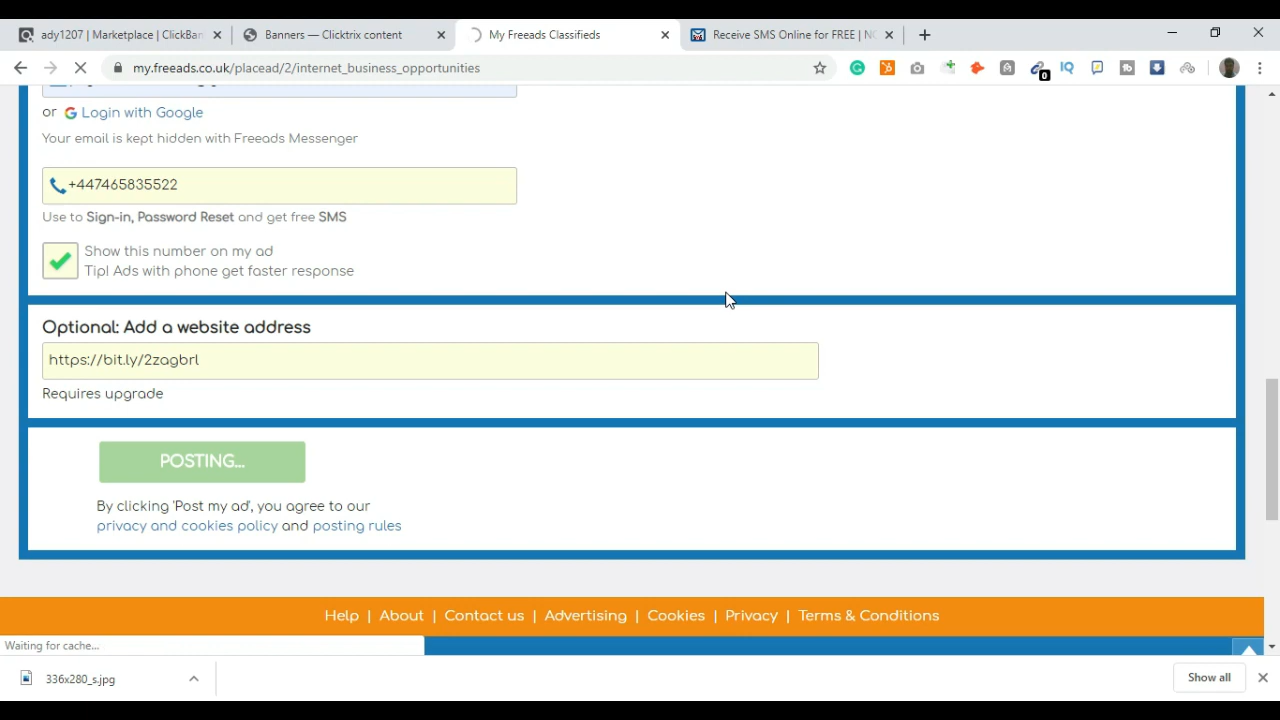 ady1207 | Marketplace | ClickBan
Banners — Clicktrix content
My Freeads Classifieds
Receive SMS Online for FREE | NO
my.freeads.co.uk/placead/2/internet_business_opportunities
0
IQ
or Login with Google
Your email is kept hidden with Freeads Messenger
+447465835522
Use to Sign-in, Password Reset and get free SMS
Show this number on my ad
Tip! Ads with phone get faster response
Optional: Add a website address
https://bit.ly/2zagbrl
Requires upgrade
POSTING...
By clicking 'Post my ad', you agree to our
privacy and cookies policy and posting rules
Help | About | Contact us | Advertising | Cookies | Privacy | Terms & Conditions
Waiting for cache...
336x280_s.jpg
Show all